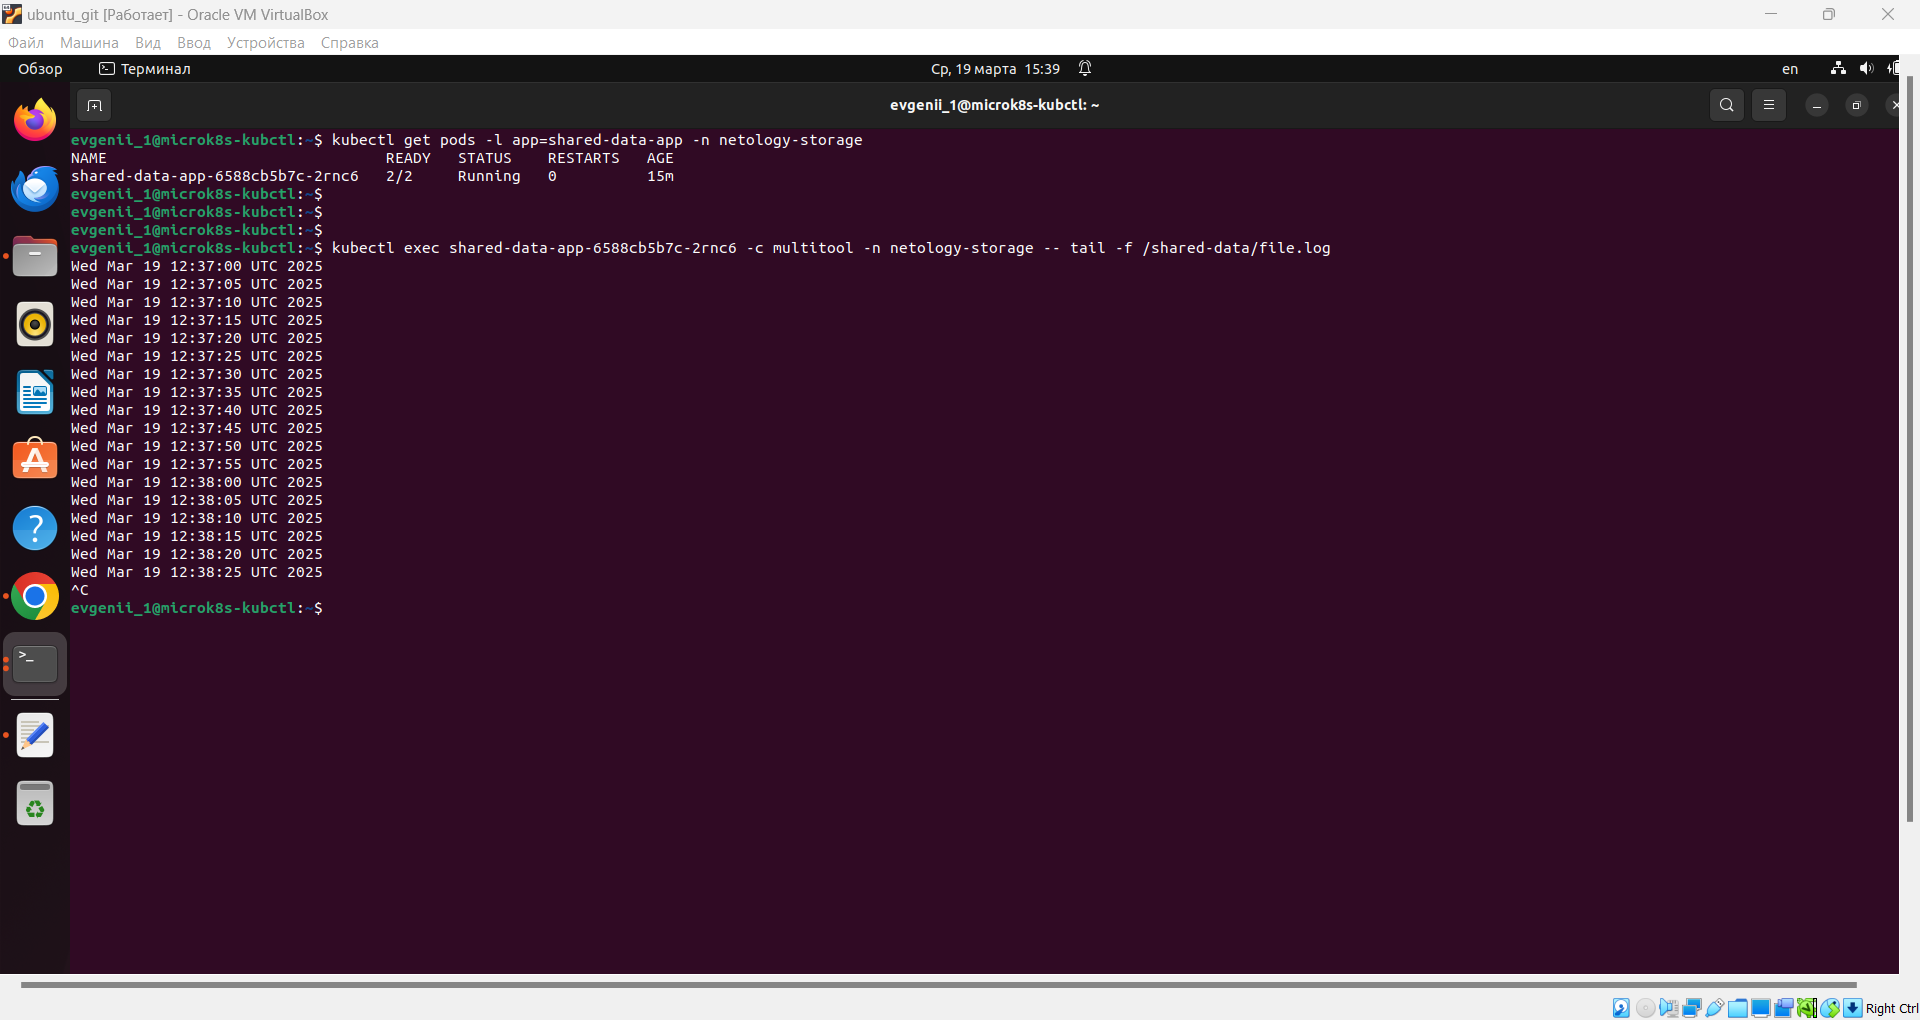 ubuntu_git [Работает] - Oracle VM VirtualBox
Файл Машина Вид Ввод Устройства Справка
Обзор Терминал Ср, 19 марта 15:39 en
evgenii_1@microk8s-kubctl: ~
evgenii_1@microk8s-kubctl:~$ kubectl get pods -l app=shared-data-app -n netology-storage
NAME READY STATUS RESTARTS AGE
shared-data-app-6588cb5b7c-2rnc6 2/2 Running 0 15m
evgenii_1@microk8s-kubctl:~$
evgenii_1@microk8s-kubctl:~$
evgenii_1@microk8s-kubctl:~$
evgenii_1@microk8s-kubctl:~$ kubectl exec shared-data-app-6588cb5b7c-2rnc6 -c multitool -n netology-storage -- tail -f /shared-data/file.log
Wed Mar 19 12:37:00 UTC 2025
Wed Mar 19 12:37:05 UTC 2025
Wed Mar 19 12:37:10 UTC 2025
Wed Mar 19 12:37:15 UTC 2025
Wed Mar 19 12:37:20 UTC 2025
Wed Mar 19 12:37:25 UTC 2025
Wed Mar 19 12:37:30 UTC 2025
Wed Mar 19 12:37:35 UTC 2025
Wed Mar 19 12:37:40 UTC 2025
Wed Mar 19 12:37:45 UTC 2025
Wed Mar 19 12:37:50 UTC 2025
Wed Mar 19 12:37:55 UTC 2025
Wed Mar 19 12:38:00 UTC 2025
Wed Mar 19 12:38:05 UTC 2025
Wed Mar 19 12:38:10 UTC 2025
Wed Mar 19 12:38:15 UTC 2025
Wed Mar 19 12:38:20 UTC 2025
Wed Mar 19 12:38:25 UTC 2025
^C
evgenii_1@microk8s-kubctl:~$
Right Ctrl